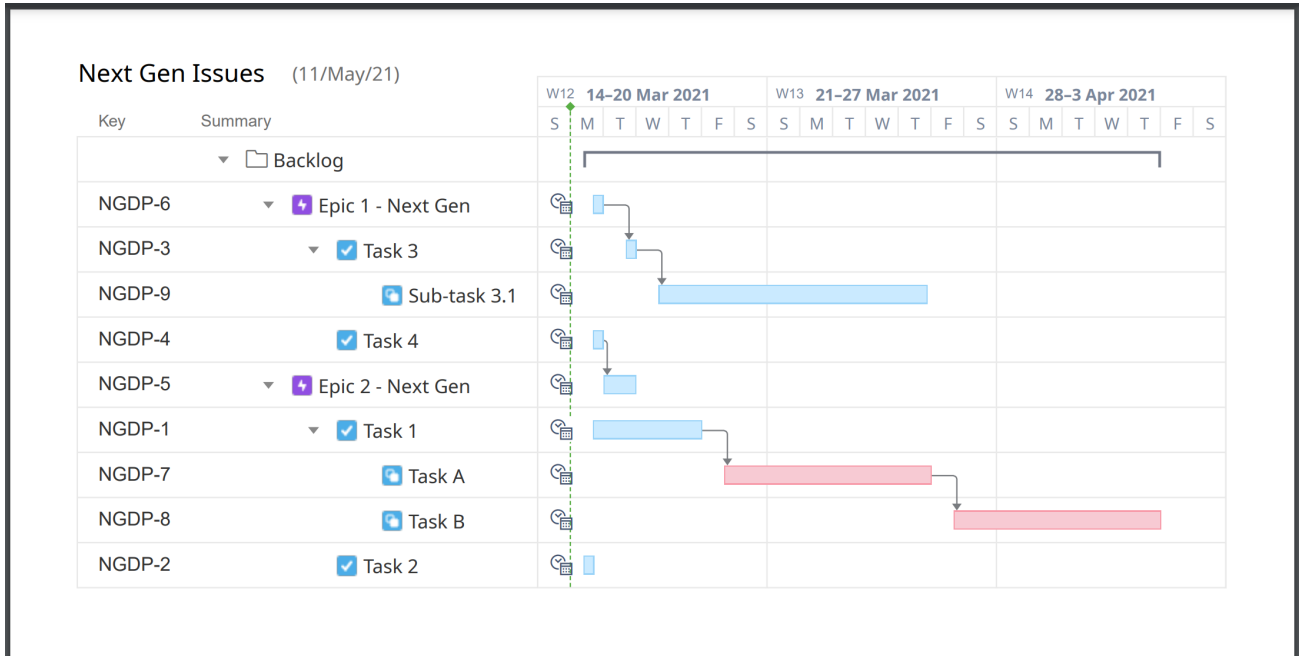 Next Gen Issues (11/May/21)
W12 14–20 Mar 2021 W13 21–27 Mar 2021 W14 28–3 Apr 2021
Key Summary S M T W T F S S M T W T F S S M T W T F S
Backlog
NGDP-6 Epic 1 - Next Gen
NGDP-3 Task 3
NGDP-9 Sub-task 3.1
NGDP-4 Task 4
NGDP-5 Epic 2 - Next Gen
NGDP-1 Task 1
NGDP-7 Task A
NGDP-8 Task B
NGDP-2 Task 2